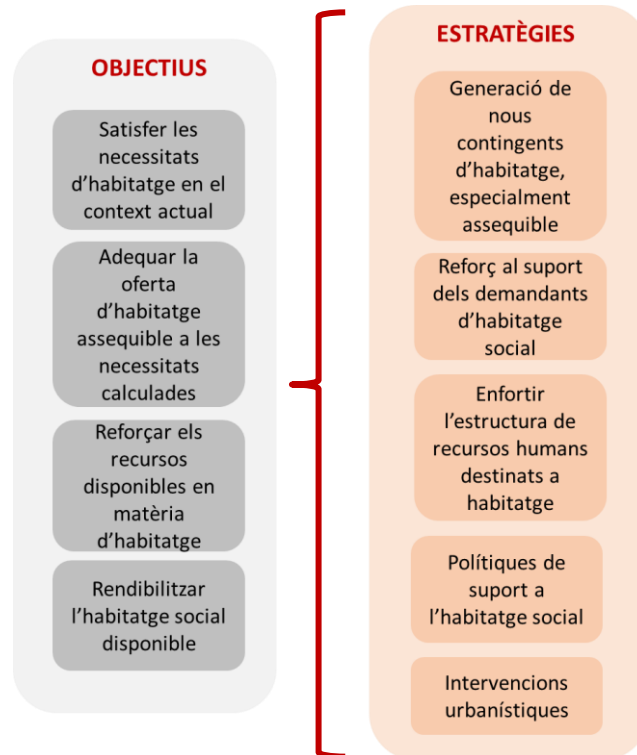 OBJECTIUS
Satisfer les
necessitats
d'habitatge en el
context actual
Adequar la
oferta
d'habitatge
assequible a les
necessitats
calculades
Reforçar els
recursos
disponibles en
matèria
d'habitatge
Rendibilitzar
l'habitatge social
disponible
ESTRATÈGIES
Generació de
nous
contingents
d'habitatge,
especialment
assequible
Reforç al suport
dels demandants
d'habitatge
social
Enfortir
l'estructura de
recursos humans
destinats a
habitatge
Polítiques de
suport a
l'habitatge social
Intervencions
urbanístiques